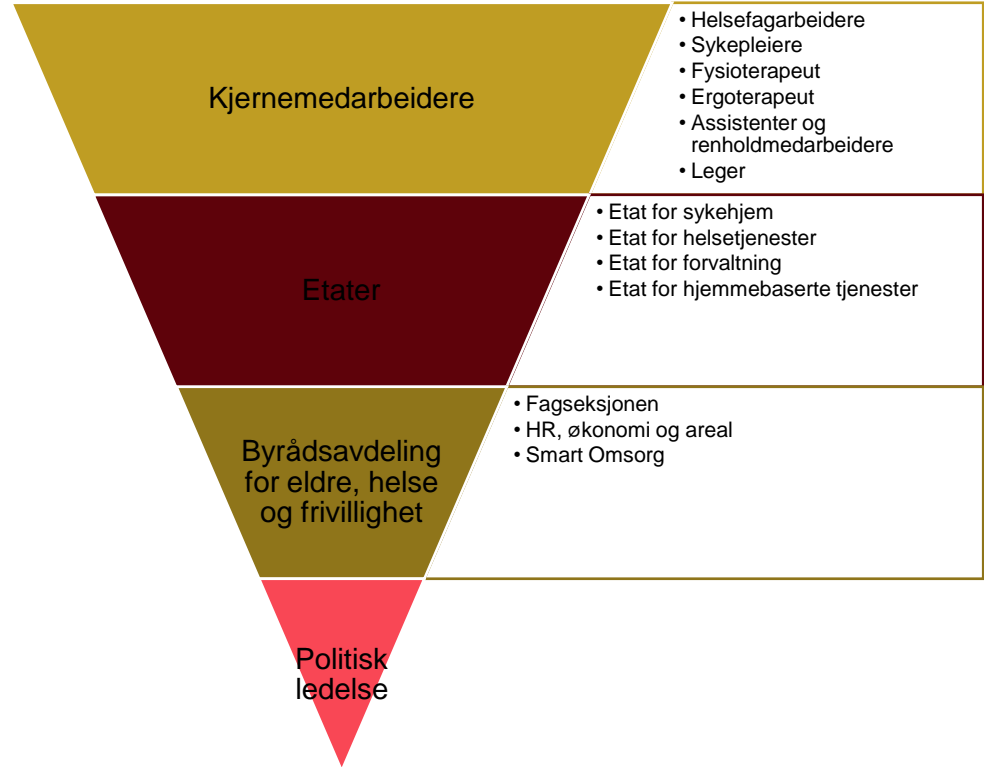 Kjernemedarbeidere
• Helsefagarbeidere
• Sykepleiere
• Fysioterapeut
• Ergoterapeut
• Assistenter og
renholdmedarbeidere
• Leger
Etater
• Etat for sykehjem
• Etat for helsetjenester
• Etat for forvaltning
• Etat for hjemmebaserte tjenester
Byrådsavdeling
for eldre, helse
og frivillighet
• Fagseksjonen
• HR, økonomi og areal
• Smart Omsorg
Politisk
ledelse